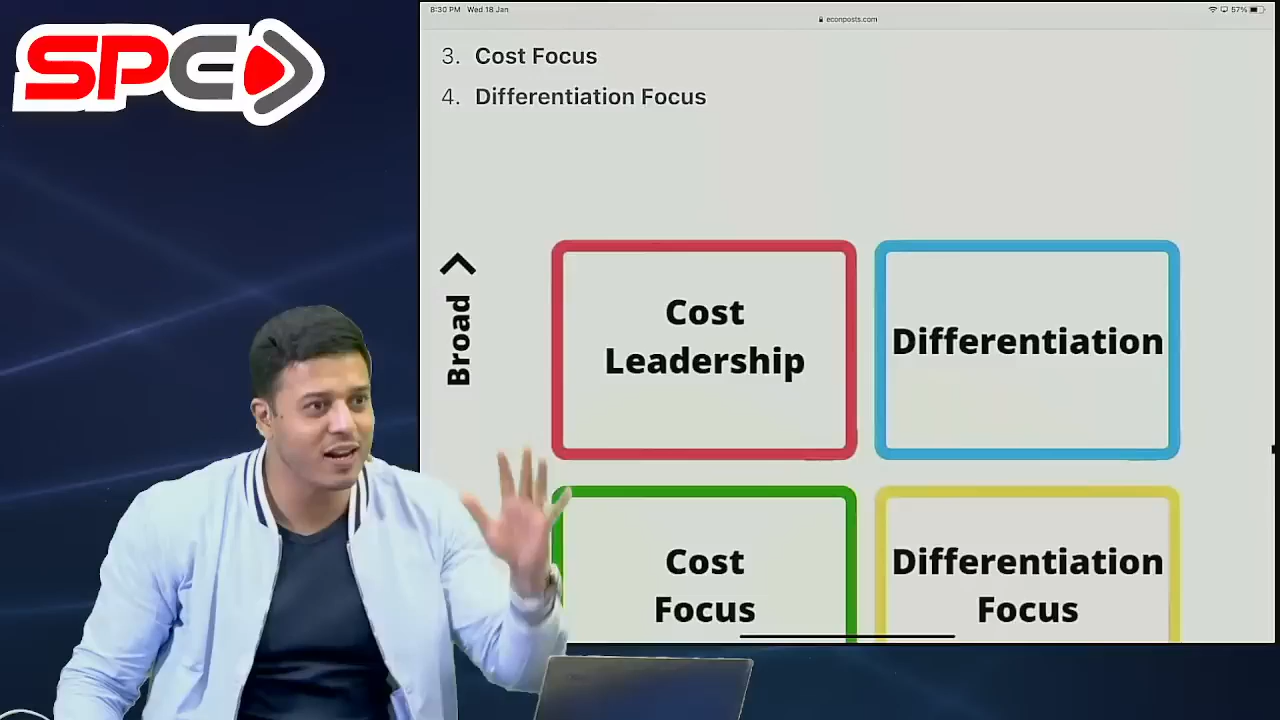 SPE
8:30 PM Wed 18 Jan
57%
econposts.com
3. Cost Focus
4. Differentiation Focus
Broad
Cost
Leadership
Differentiation
Cost
Focus
Differentiation
Focus